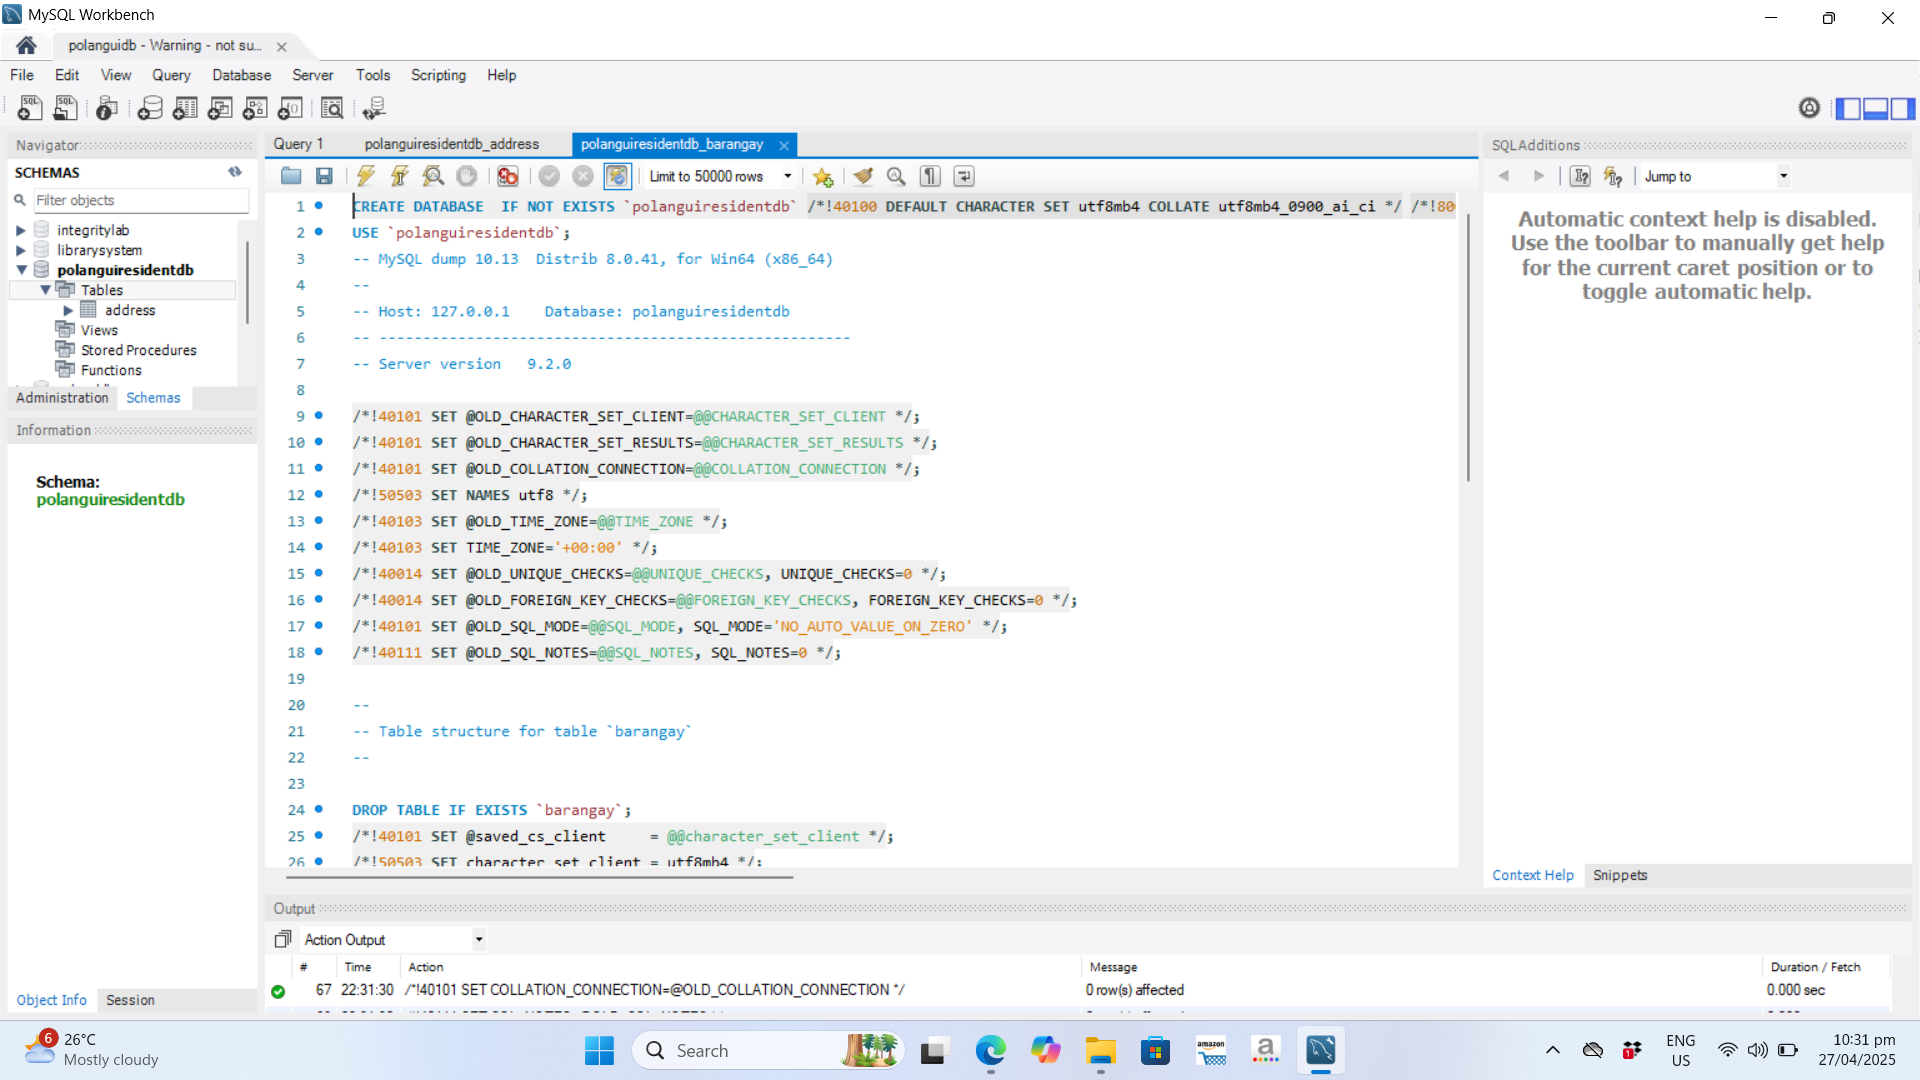 MySQL Workbench
polanguidb - Warning - not su...
File Edit View Query Database Server Tools Scripting Help
Navigator
SCHEMAS
Filter objects
integritylab
librarysystem
polanguiresidentdb
Tables
address
Views
Stored Procedures
Functions
Administration Schemas
Information
Schema:
polanguiresidentdb
Object Info Session
Query 1 polanguiresidentdb_address polanguiresidentdb_barangay
Limit to 50000 rows
1 CREATE DATABASE  IF NOT EXISTS `polanguiresidentdb` /*!40100 DEFAULT CHARACTER SET utf8mb4 COLLATE utf8mb4_0900_ai_ci */ /*!80
2 USE `polanguiresidentdb`;
3 -- MySQL dump 10.13  Distrib 8.0.41, for Win64 (x86_64)
4 --
5 -- Host: 127.0.0.1    Database: polanguiresidentdb
6 -- ------------------------------------------------------
7 -- Server version   9.2.0
8
9 /*!40101 SET @OLD_CHARACTER_SET_CLIENT=@@CHARACTER_SET_CLIENT */;
10 /*!40101 SET @OLD_CHARACTER_SET_RESULTS=@@CHARACTER_SET_RESULTS */;
11 /*!40101 SET @OLD_COLLATION_CONNECTION=@@COLLATION_CONNECTION */;
12 /*!50503 SET NAMES utf8 */;
13 /*!40103 SET @OLD_TIME_ZONE=@@TIME_ZONE */;
14 /*!40103 SET TIME_ZONE='+00:00' */;
15 /*!40014 SET @OLD_UNIQUE_CHECKS=@@UNIQUE_CHECKS, UNIQUE_CHECKS=0 */;
16 /*!40014 SET @OLD_FOREIGN_KEY_CHECKS=@@FOREIGN_KEY_CHECKS, FOREIGN_KEY_CHECKS=0 */;
17 /*!40101 SET @OLD_SQL_MODE=@@SQL_MODE, SQL_MODE='NO_AUTO_VALUE_ON_ZERO' */;
18 /*!40111 SET @OLD_SQL_NOTES=@@SQL_NOTES, SQL_NOTES=0 */;
19
20 --
21 -- Table structure for table `barangay`
22 --
23
24 DROP TABLE IF EXISTS `barangay`;
25 /*!40101 SET @saved_cs_client     = @@character_set_client */;
26 /*!50503 SET character_set_client = utf8mb4 */;
SQLAdditions
Jump to
Automatic context help is disabled.
Use the toolbar to manually get help
for the current caret position or to
toggle automatic help.
Context Help Snippets
Output
Action Output
# Time Action Message Duration / Fetch
67 22:31:30 /*!40101 SET COLLATION_CONNECTION=@OLD_COLLATION_CONNECTION */ 0 row(s) affected 0.000 sec
6 26°C
Mostly cloudy
Search
amazon
a
1
ENG
US
10:31 pm
27/04/2025